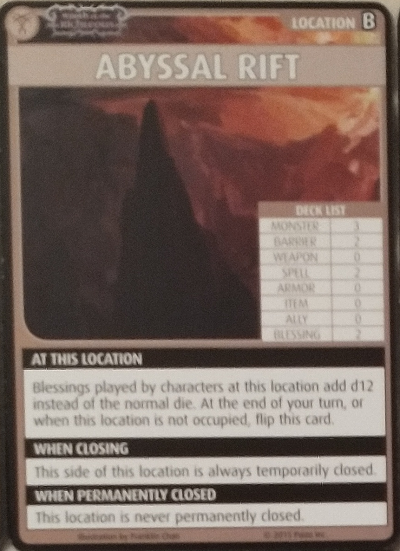 Wrath of the
Righteous
LOCATION B
ABYSSAL RIFT
DECK LIST
MONSTER 3
BARRIER 2
WEAPON 0
SPELL 2
ARMOR 0
ITEM 0
ALLY 0
BLESSING 2
AT THIS LOCATION
Blessings played by characters at this location add d12
instead of the normal die. At the end of your turn, or
when this location is not occupied, flip this card.
WHEN CLOSING
This side of this location is always temporarily closed.
WHEN PERMANENTLY CLOSED
This location is never permanently closed.
Illustration by Franklin Chan © 2015 Paizo Inc.